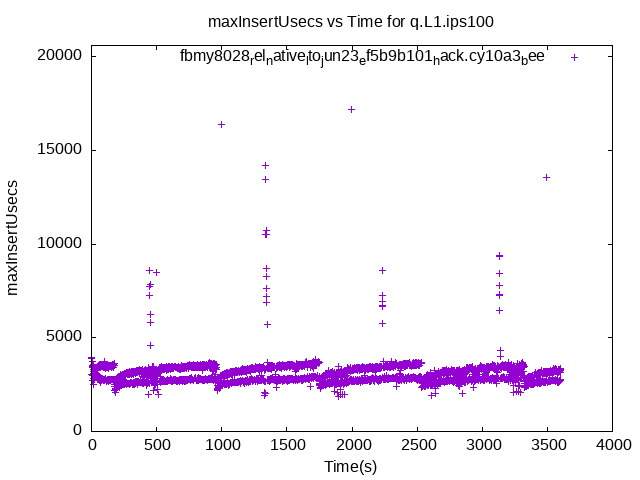 maxInsertUsecs vs Time for q.L1.ips100
fbmy8028relnativeltojun23ef5b9b101hack.cy10a3bee
20000
15000
10000
5000
0
maxInsertUsecs
0 500 1000 1500 2000 2500 3000 3500 4000
Time(s)